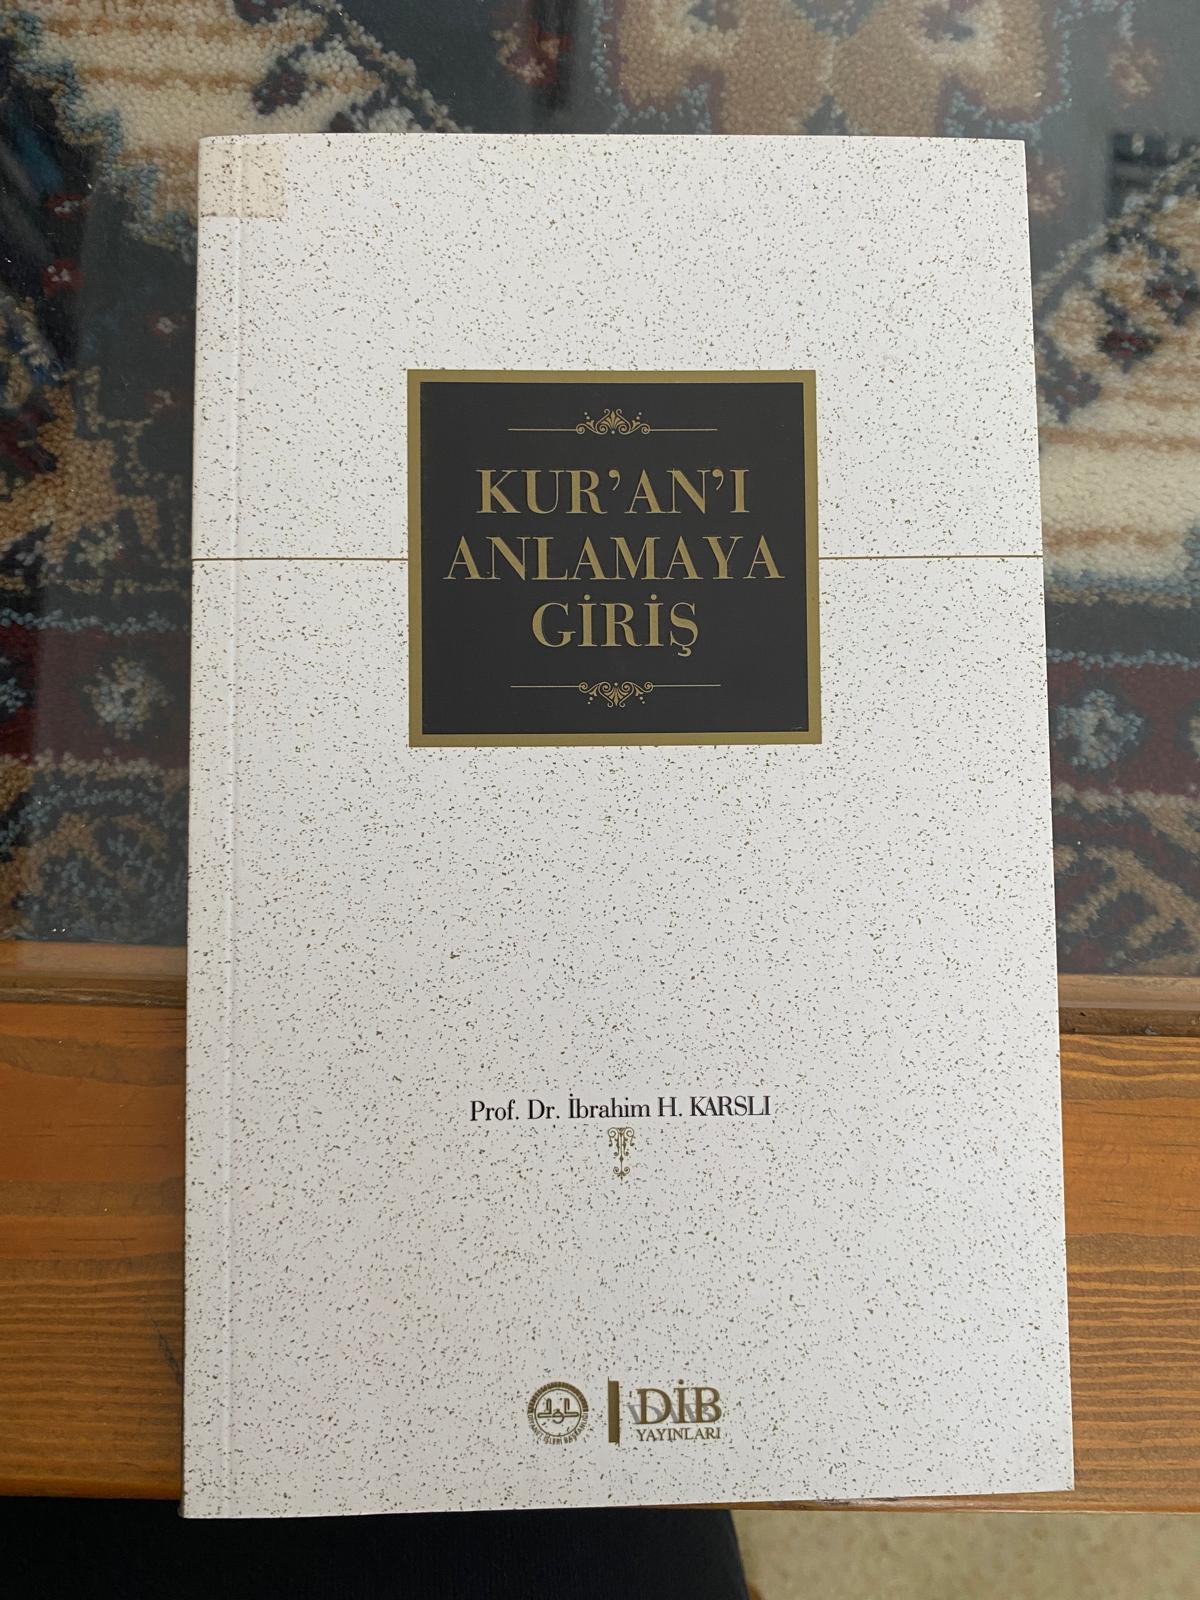 KUR'AN'I
ANLAMAYA
GİRİŞ
Prof. Dr. İbrahim H. KARSLI
DİB
YAYINLARI